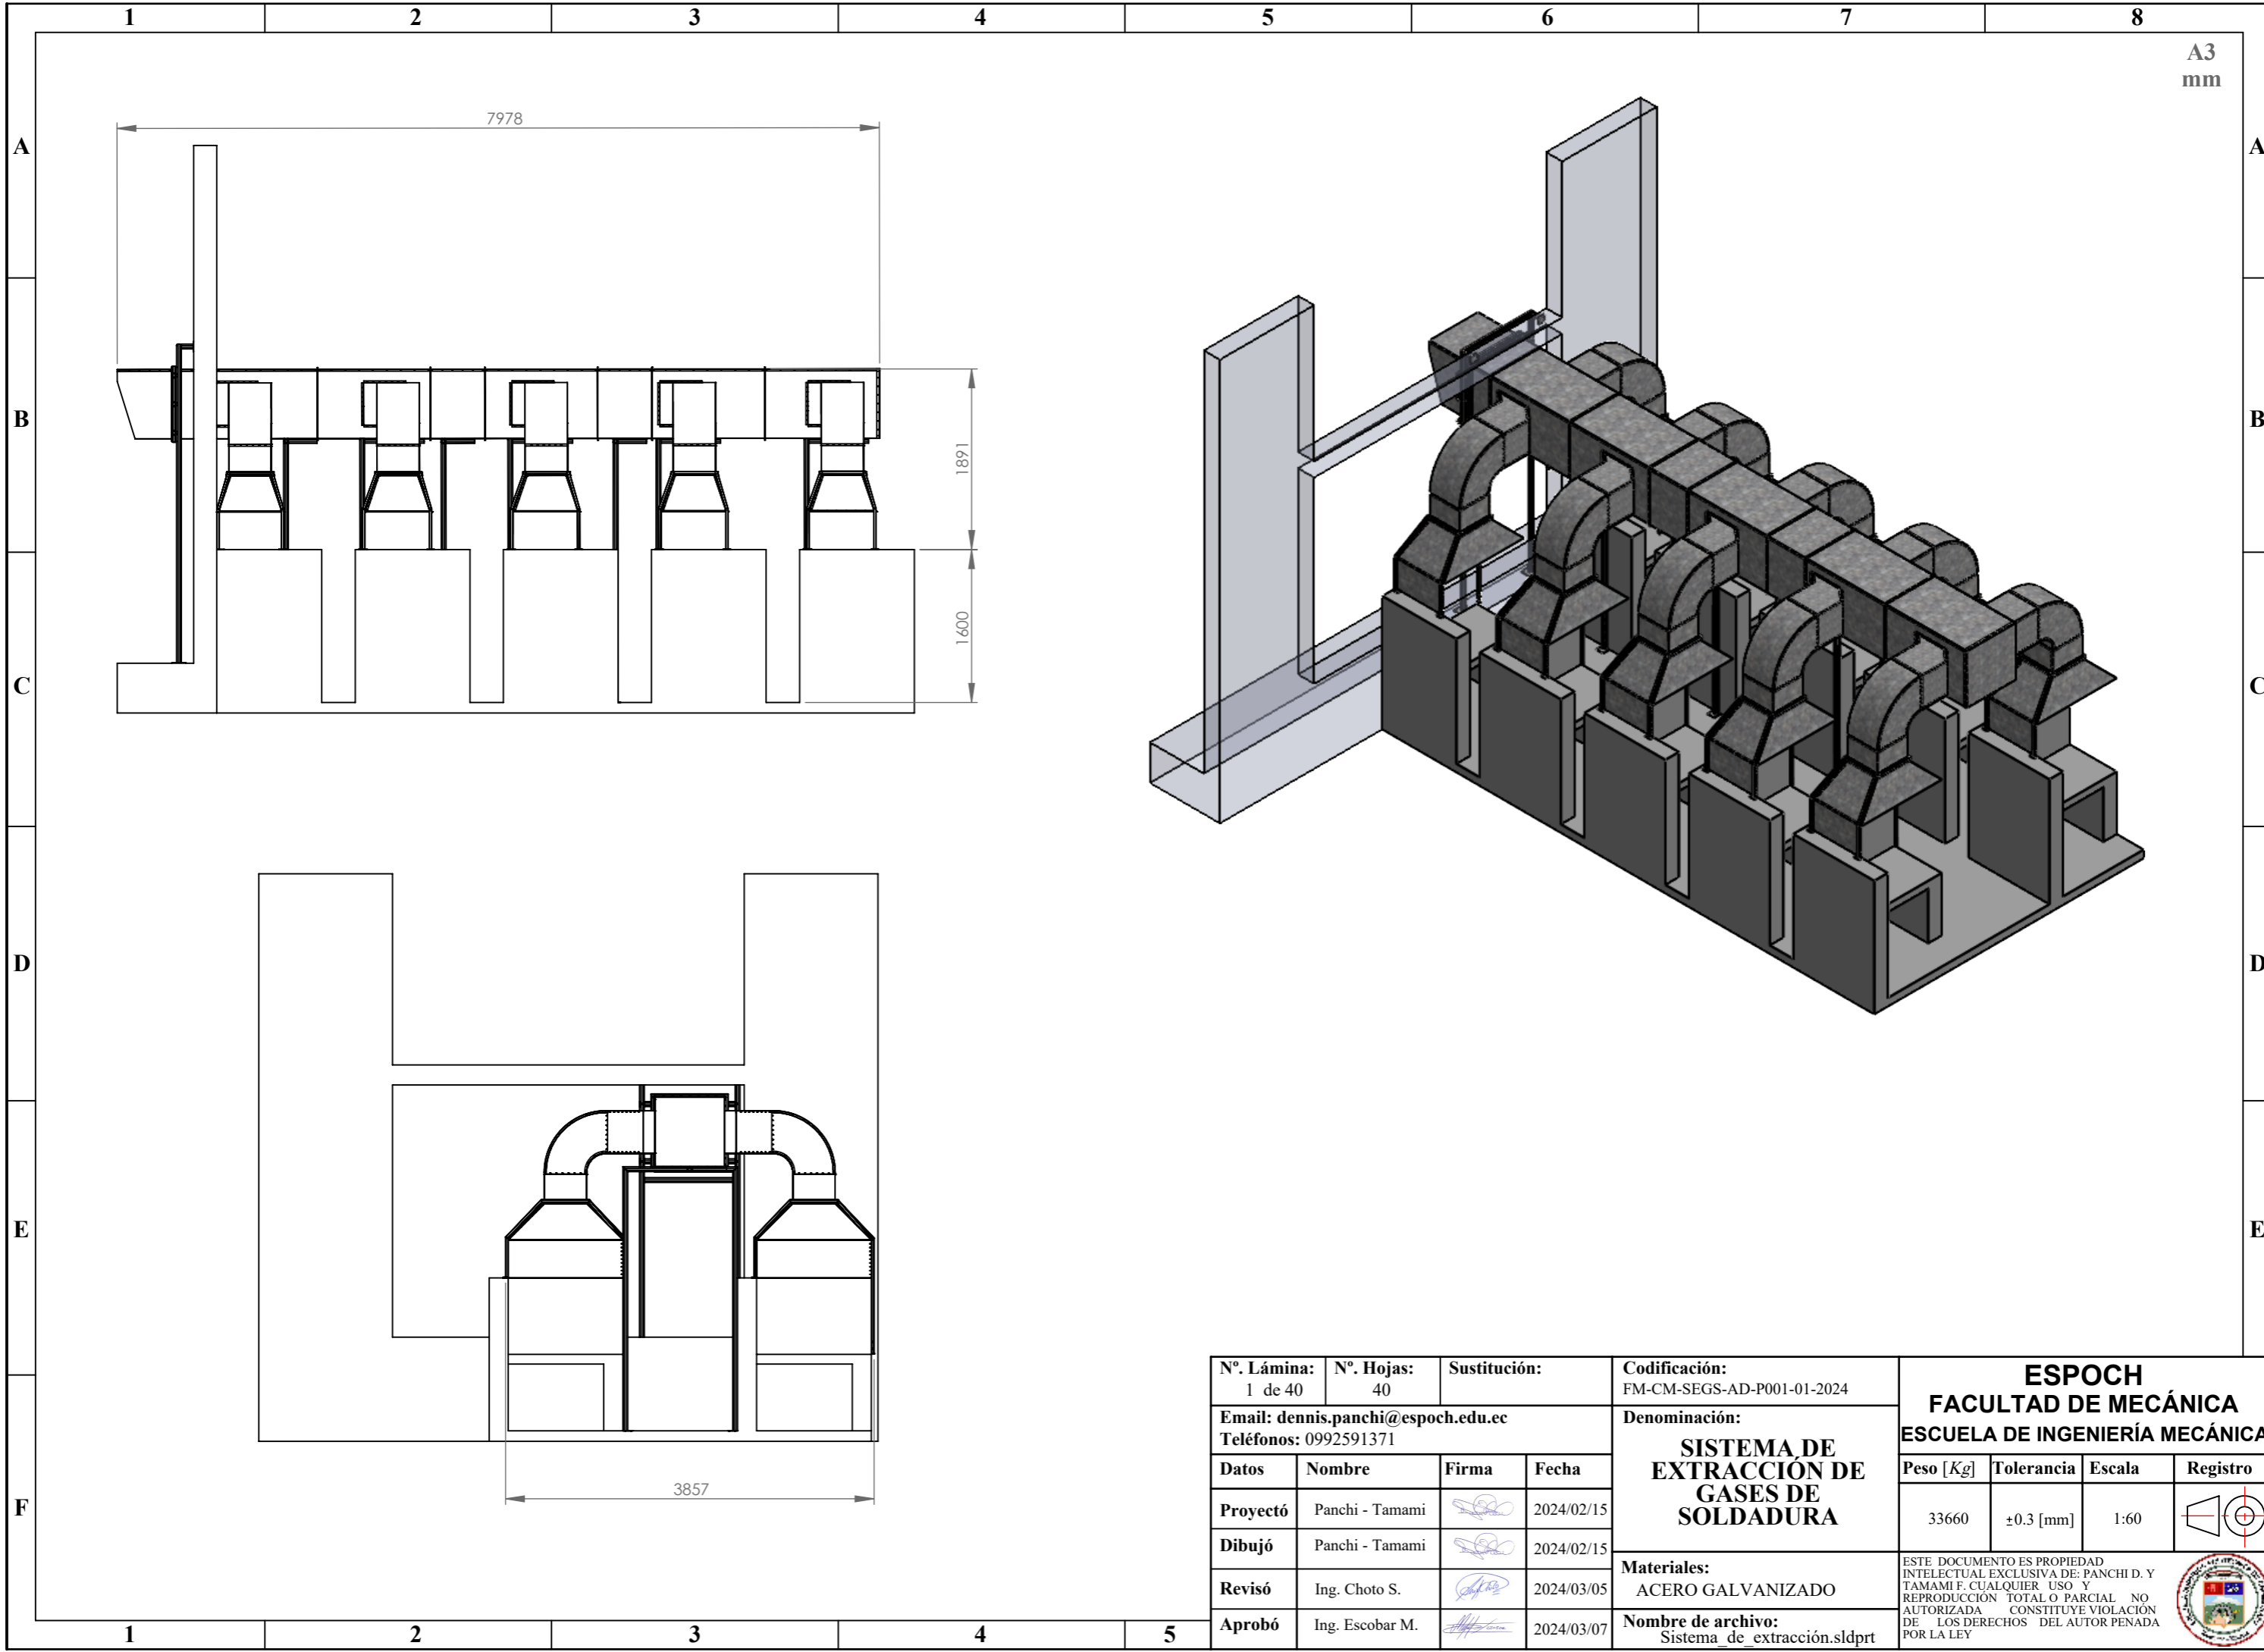 1 2 3 4 5 6 7 8
A3
mm
A A
B B
C C
D D
E E
F
7978
1891
1600
3857
Nº. Lámina: Nº. Hojas: Sustitución: Codificación:
1 de 40 40 FM-CM-SEGS-AD-P001-01-2024
Email: dennis.panchi@espoch.edu.ec
Teléfonos: 0992591371
Denominación:
SISTEMA DE
EXTRACCIÓN DE
GASES DE
SOLDADURA
ESPOCH
FACULTAD DE MECÁNICA
ESCUELA DE INGENIERÍA MECÁNICA
Datos Nombre Firma Fecha
Proyectó Panchi - Tamami 2024/02/15
Dibujó Panchi - Tamami 2024/02/15
Revisó Ing. Choto S. 2024/03/05
Aprobó Ing. Escobar M. 2024/03/07
Peso [Kg] Tolerancia Escala Registro
33660 ±0.3 [mm] 1:60
Materiales:
ACERO GALVANIZADO
Nombre de archivo:
Sistema_de_extracción.sldprt
ESTE DOCUMENTO ES PROPIEDAD
INTELECTUAL EXCLUSIVA DE: PANCHI D. Y
TAMAMI F. CUALQUIER USO Y
REPRODUCCIÓN TOTAL O PARCIAL NO
AUTORIZADA CONSTITUYE VIOLACIÓN
DE LOS DERECHOS DEL AUTOR PENADA
POR LA LEY
1 2 3 4 5